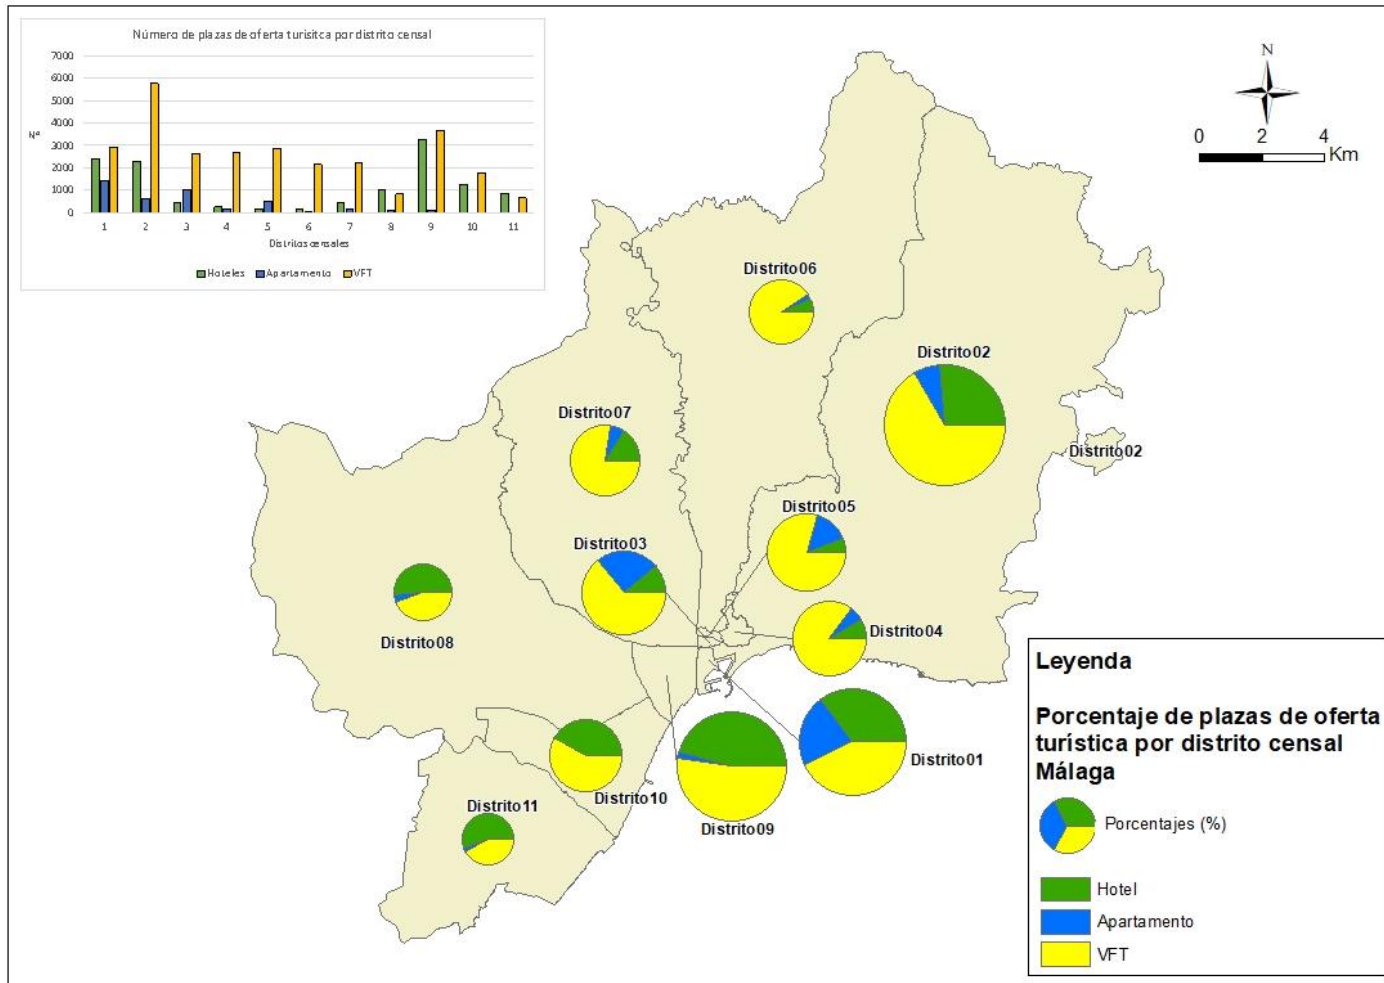 Número de plazas de oferta turisitca por distrito censal
7000
6000
5000
4000
3000
2000
1000
0
Nº
1 2 3 4 5 6 7 8 9 10 11
Distritos censales
Hoteles Apartamento VFT
N
0 2 4
Km
Distrito06
Distrito02
Distrito07
Distrito02
Distrito05
Distrito03
Distrito08
Distrito04
Distrito01
Distrito10
Distrito11
Distrito09
Leyenda
Porcentaje de plazas de oferta
turística por distrito censal
Málaga
Porcentajes (%)
Hotel
Apartamento
VFT